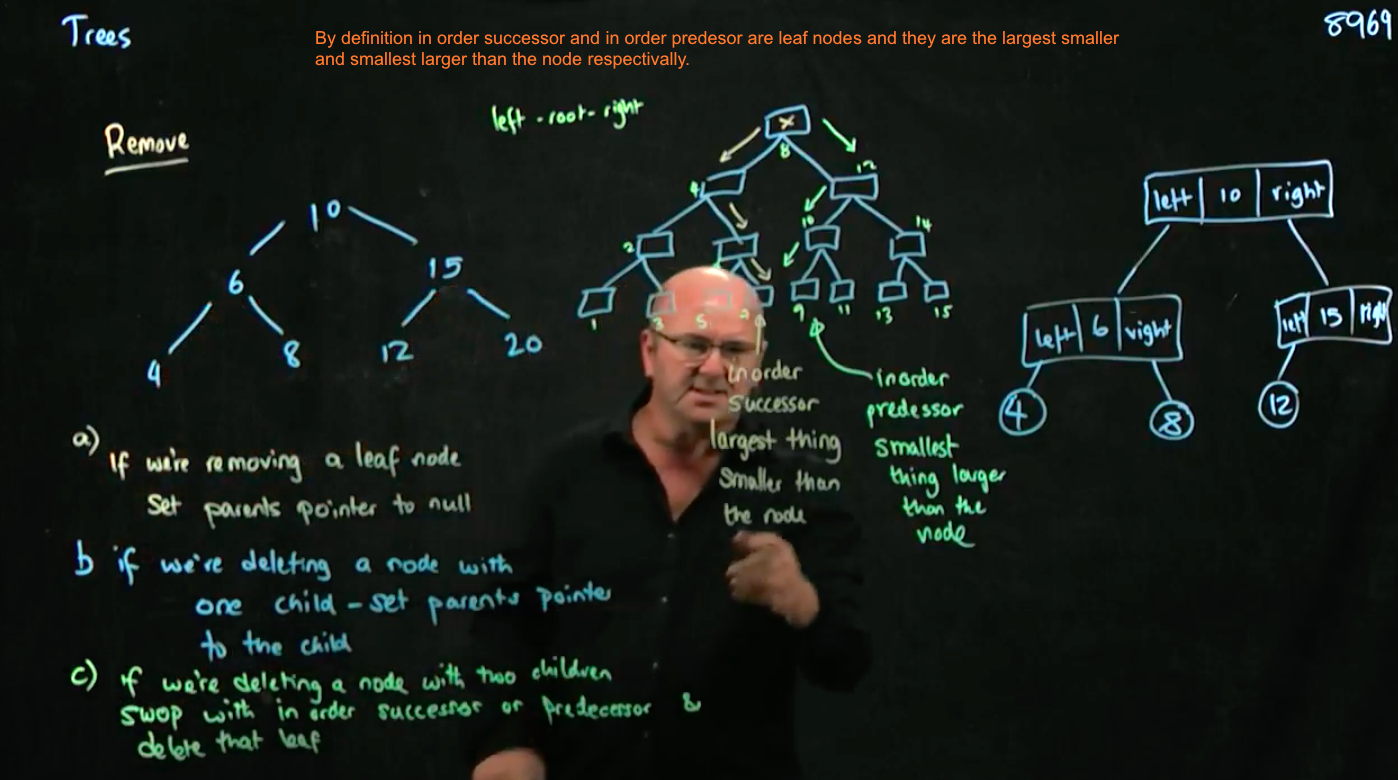 Trees
By definition in order successor and in order predesor are leaf nodes and they are the largest smaller
and smallest larger than the node respectivally.
8969
Remove
left - root - right
10
6
15
4
8
12
20
x
8
4
12
2
10
14
1
3
5
7
9
11
13
15
left 10 right
left 6 right
left 15 right
4
8
12
inorder
successor
largest thing
smaller than
the node
inorder
predessor
smallest
thing larger
than the
node
a)
If we're removing a leaf node
set parents pointer to null
b if we're deleting a node with
one child - set parents pointer
to the child
c) if we're deleting a node with two children
swop with in order successor or predecessor &
delete that leaf